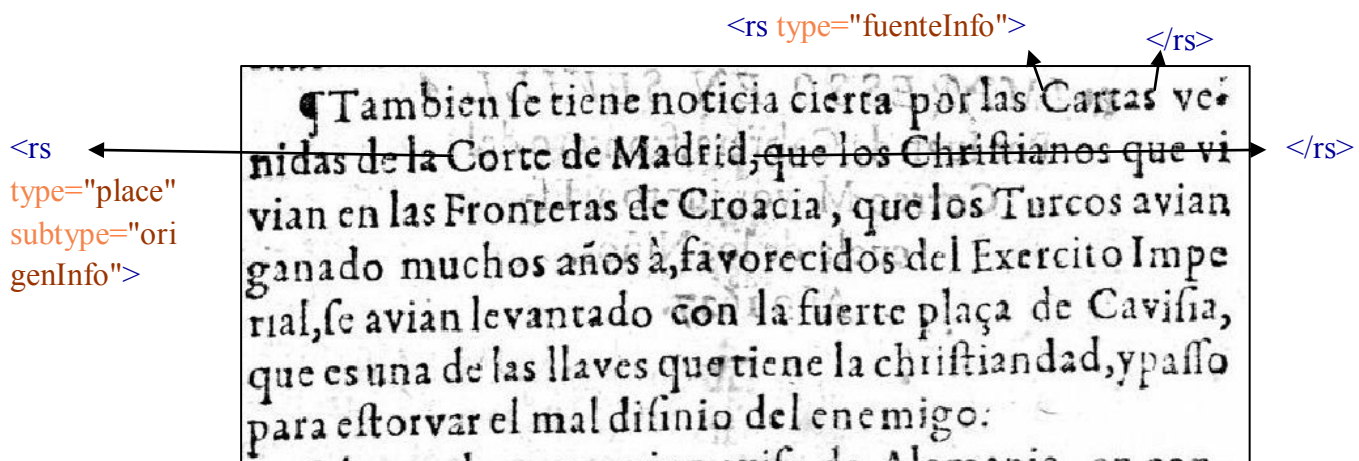 <rs type="fuenteInfo">
</rs>
¶Tambien ſe tiene noticia cierta por las Cartas ve-
nidas de la Corte de Madrid, que los Chriſtianos que vi
vian en las Fronteras de Croacia, que los Turcos avian
ganado muchos años à, favorecidos del Exercito Impe
rial, ſe avian levantado con la fuerte plaça de Caviſia,
que es una de las llaves que tiene la chriſtiandad, y paſſo
para eſtorvar el mal diſinio del enemigo.
<rs
type="place"
subtype="ori
genInfo">
</rs>